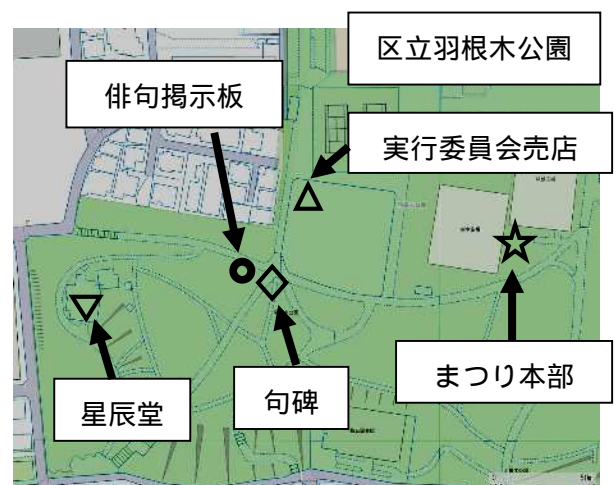 区立羽根木公園
俳句掲示板
実行委員会売店
まつり本部
星辰堂
句碑